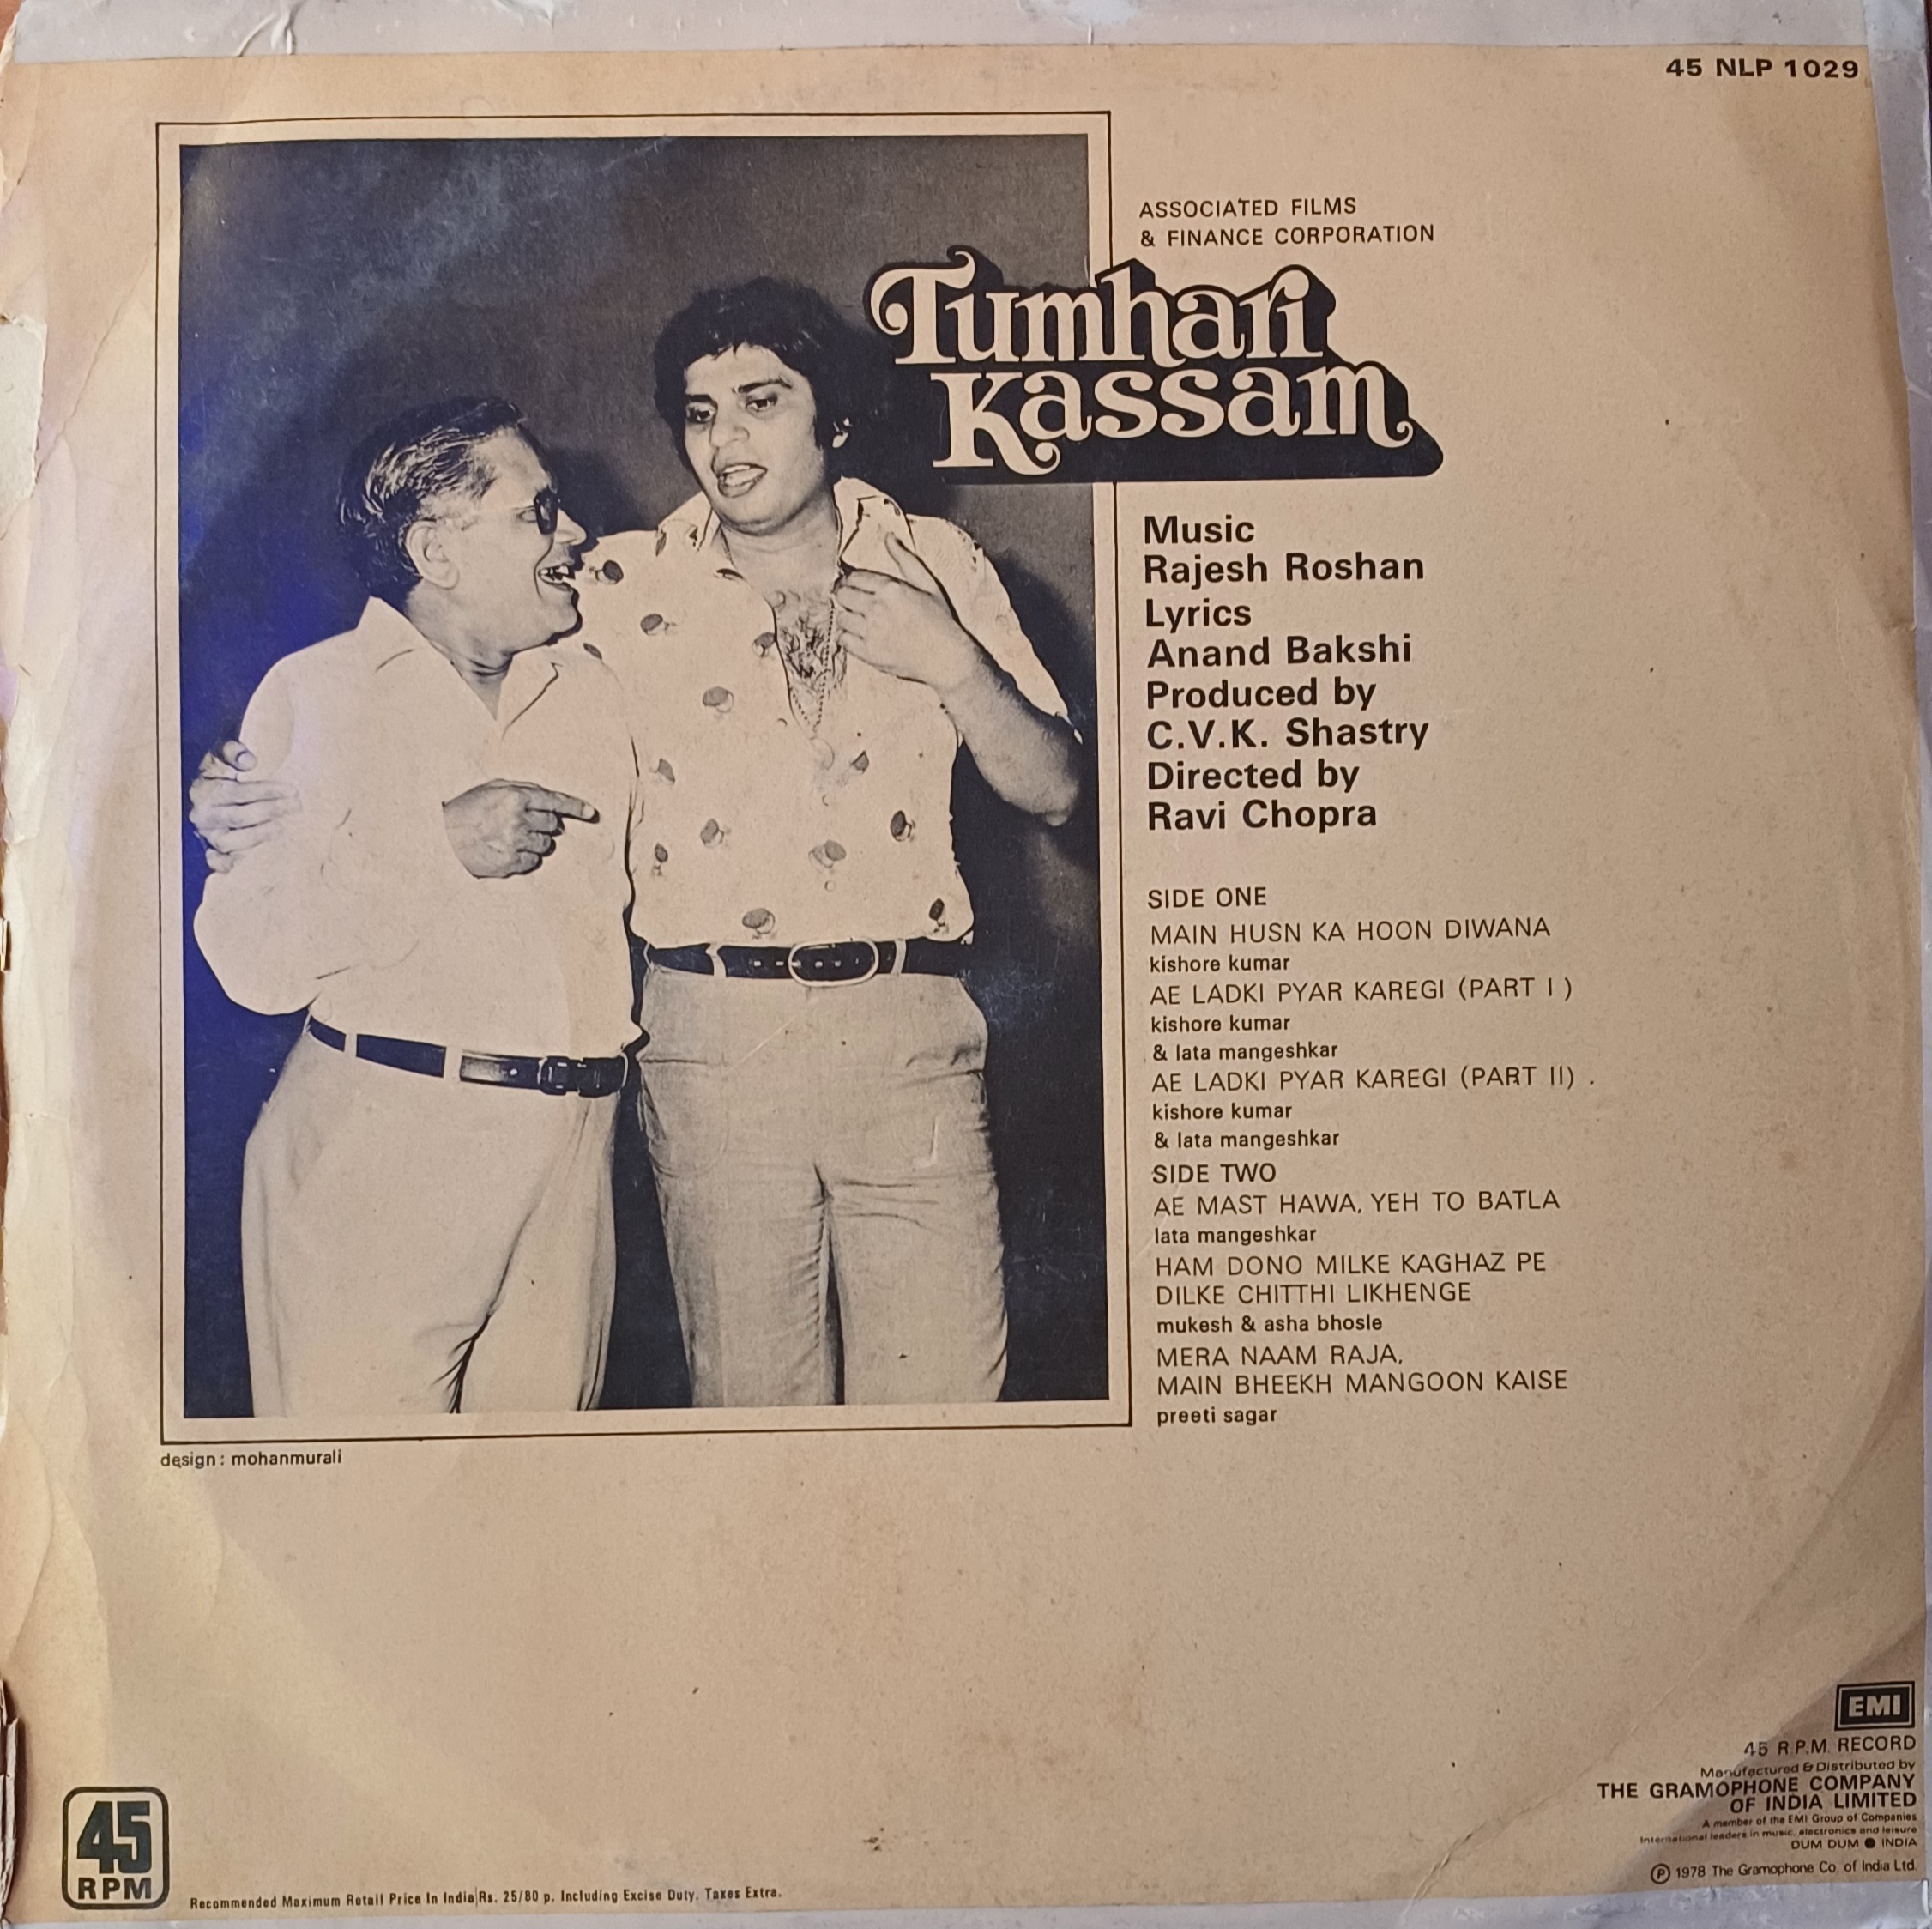 45 NLP 1029
ASSOCIATED FILMS
& FINANCE CORPORATION
Tumhari
Kassam
Music
Rajesh Roshan
Lyrics
Anand Bakshi
Produced by
C.V.K. Shastry
Directed by
Ravi Chopra
SIDE ONE
MAIN HUSN KA HOON DIWANA
kishore kumar
AE LADKI PYAR KAREGI (PART I )
kishore kumar
& lata mangeshkar
AE LADKI PYAR KAREGI (PART II) .
kishore kumar
& lata mangeshkar
SIDE TWO
AE MAST HAWA, YEH TO BATLA
lata mangeshkar
HAM DONO MILKE KAGHAZ PE
DILKE CHITTHI LIKHENGE
mukesh & asha bhosle
MERA NAAM RAJA,
MAIN BHEEKH MANGOON KAISE
preeti sagar
design : mohanmurali
EMI
45 R.P.M. RECORD
Manufactured & Distributed by
THE GRAMOPHONE COMPANY
OF INDIA LIMITED
A member of the EMI Group of Companies
International leaders in music, electronics and leisure
DUM DUM ● INDIA
Ⓟ 1978 The Gramophone Co. of India Ltd.
45
RPM
Recommended Maximum Retail Price In India Rs. 25/80 p. Including Excise Duty. Taxes Extra.